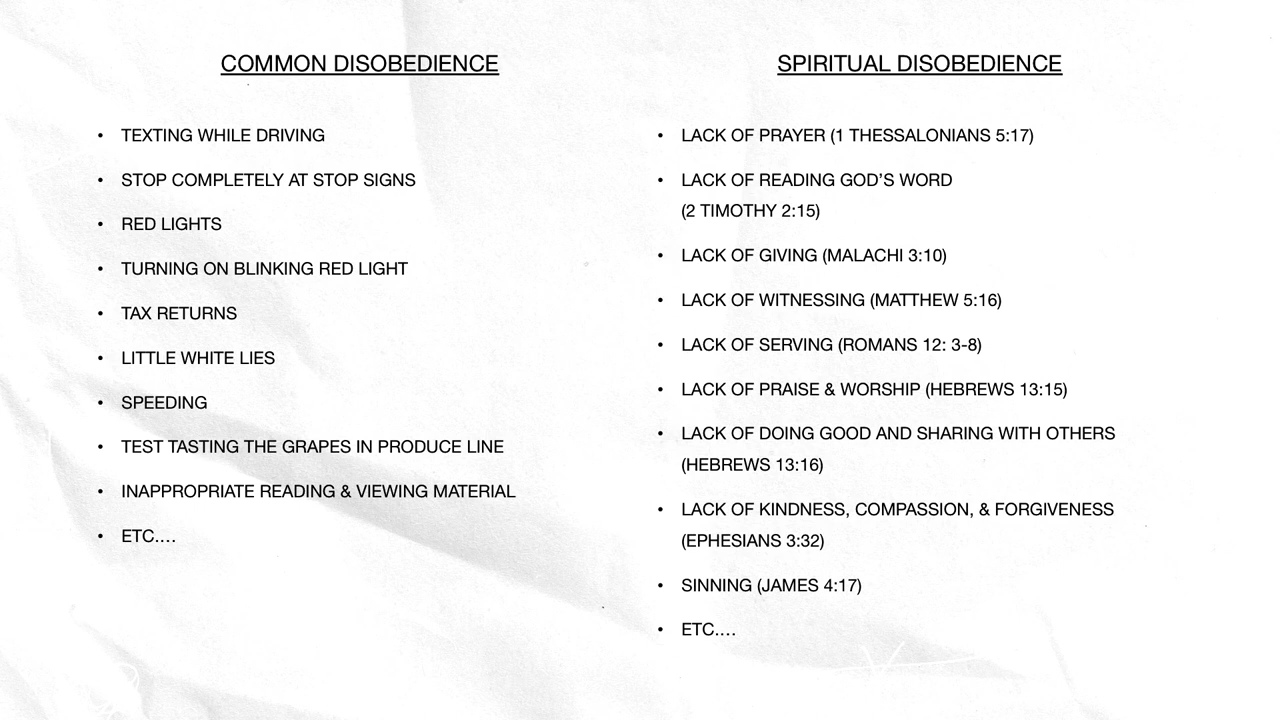 COMMON DISOBEDIENCE
• TEXTING WHILE DRIVING
• STOP COMPLETELY AT STOP SIGNS
• RED LIGHTS
• TURNING ON BLINKING RED LIGHT
• TAX RETURNS
• LITTLE WHITE LIES
• SPEEDING
• TEST TASTING THE GRAPES IN PRODUCE LINE
• INAPPROPRIATE READING & VIEWING MATERIAL
• ETC....
SPIRITUAL DISOBEDIENCE
• LACK OF PRAYER (1 THESSALONIANS 5:17)
• LACK OF READING GOD’S WORD
(2 TIMOTHY 2:15)
• LACK OF GIVING (MALACHI 3:10)
• LACK OF WITNESSING (MATTHEW 5:16)
• LACK OF SERVING (ROMANS 12: 3-8)
• LACK OF PRAISE & WORSHIP (HEBREWS 13:15)
• LACK OF DOING GOOD AND SHARING WITH OTHERS
(HEBREWS 13:16)
• LACK OF KINDNESS, COMPASSION, & FORGIVENESS
(EPHESIANS 3:32)
• SINNING (JAMES 4:17)
• ETC....